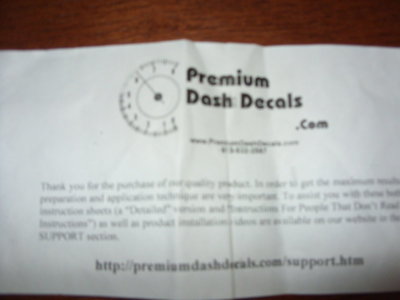 Premium
Dash Decals
.Com
www.PremiumDashDecals.com
Thank you for the purchase of our quality product. In order to get the maximum results
preparation and application technique are very important. To assist you with these both
instruction sheets (a "Detailed" version and "Instructions For People That Don't Read
Instructions") as well as product installation videos are available on our website in the
SUPPORT section.
http://premiumdashdecals.com/support.htm